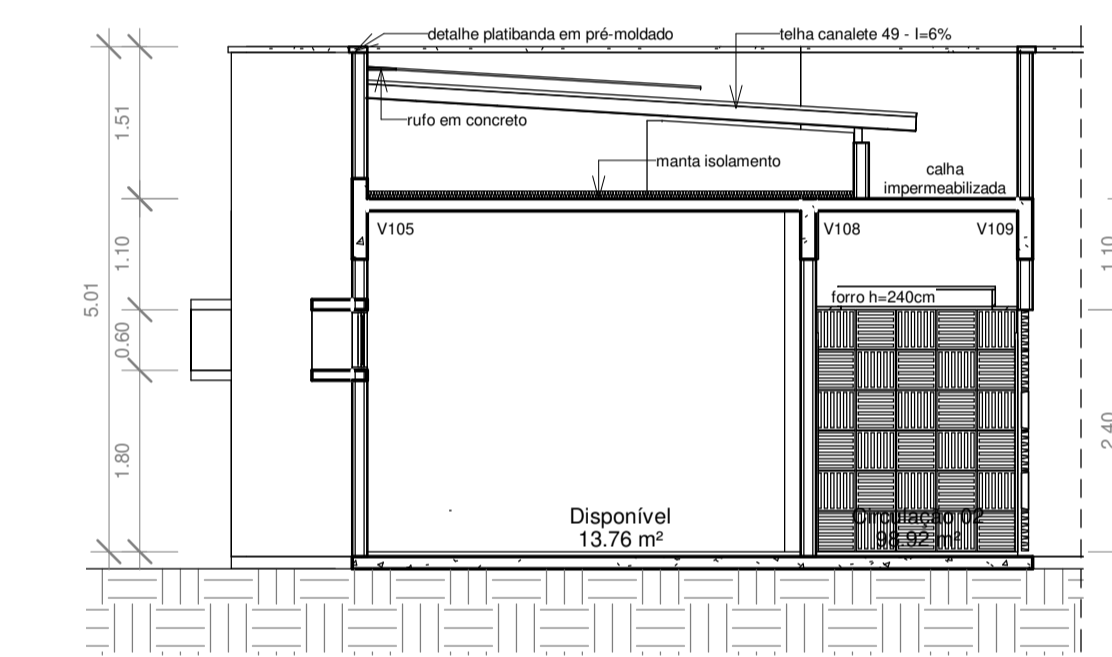 detalhe platibanda em pré-moldado
telha canalete 49 - I=6%
rufo em concreto
manta isolamento
calha
impermeabilizada
V105
V108
V109
forro h=240cm
Disponível
13.76 m²
Circulação 02
98.92 m²
1.51
1.10
5.01
0.60
1.80
1.10
2.40